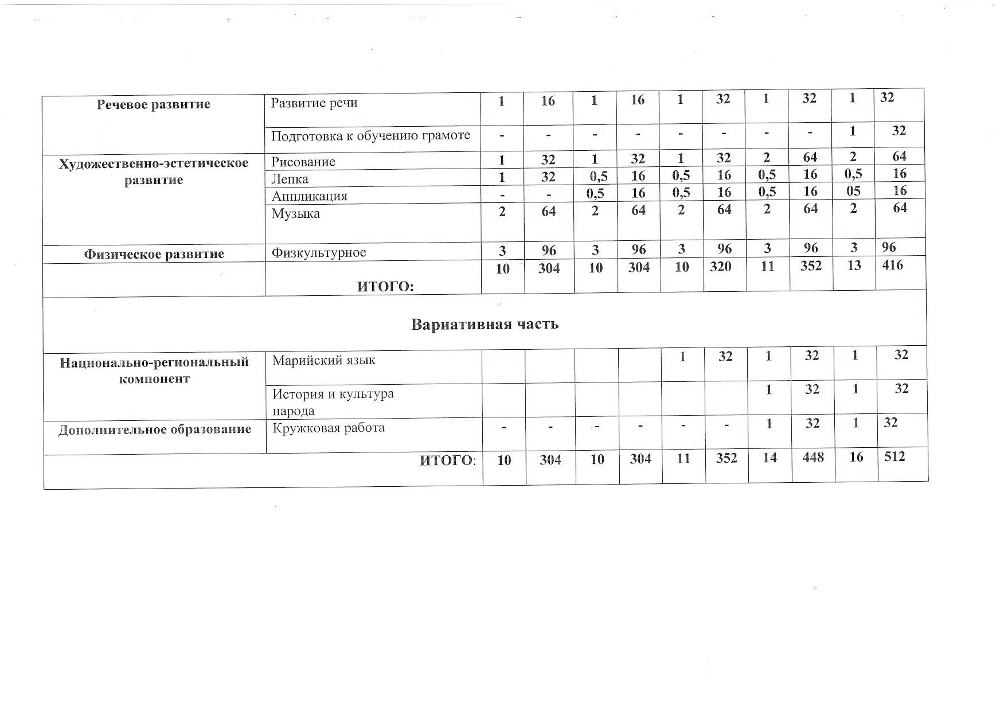 Речевое развитие Развитие речи 1 16 1 16 1 32 1 32 1 32
Подготовка к обучению грамоте - - - - - - - - 1 32
Художественно-эстетическое Рисование 1 32 1 32 1 32 2 64 2 64
развитие Лепка 1 32 0,5 16 0,5 16 0,5 16 0,5 16
Аппликация - - 0,5 16 0,5 16 0,5 16 05 16
Музыка 2 64 2 64 2 64 2 64 2 64
Физическое развитие Физкультурное 3 96 3 96 3 96 3 96 3 96
10 304 10 304 10 320 11 352 13 416
ИТОГО:
Вариативная часть
Национально-региональный Марийский язык 1 32 1 32 1 32
компонент
История и культура 1 32 1 32
народа
Дополнительное образование Кружковая работа - - - - - - 1 32 1 32
ИТОГО: 10 304 10 304 11 352 14 448 16 512